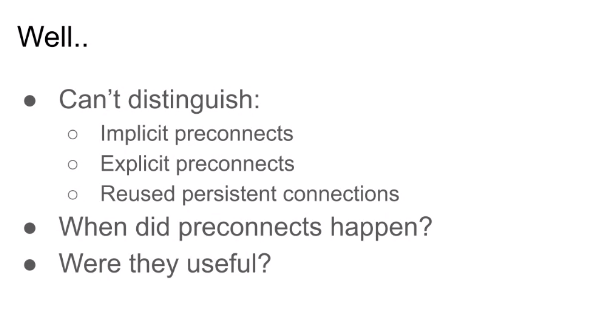 Well..
● Can’t distinguish:
○ Implicit preconnects
○ Explicit preconnects
○ Reused persistent connections
● When did preconnects happen?
● Were they useful?